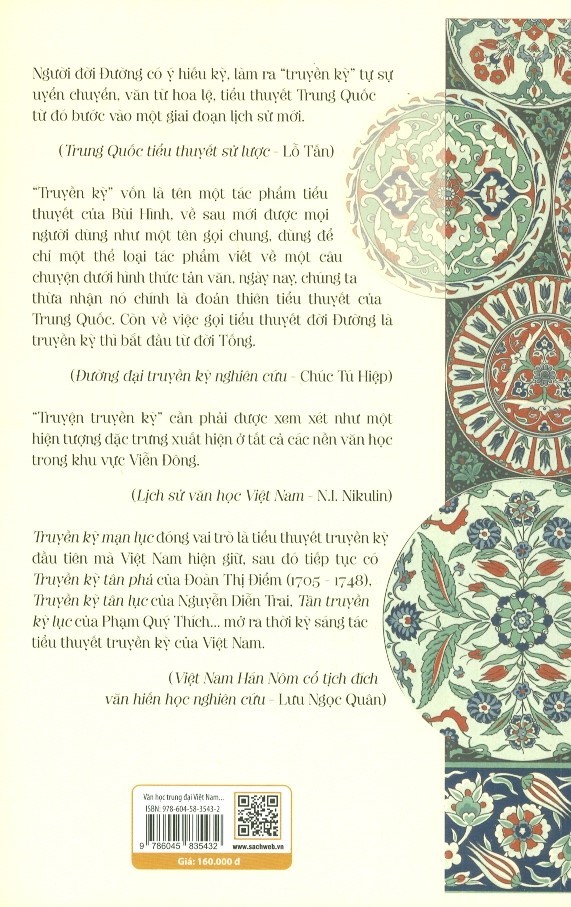 Người đời Đường có ý hiếu kỳ, làm ra “truyền kỳ” tự sự
uyển chuyển, văn từ hoa lệ, tiểu thuyết Trung Quốc
từ đó bước vào một giai đoạn lịch sử mới.
(Trung Quốc tiểu thuyết sử lược - Lỗ Tấn)
“Truyền kỳ” vốn là tên một tác phẩm tiểu
thuyết của Bùi Hình, về sau mới được mọi
người dùng như một tên gọi chung, dùng để
chỉ một thể loại tác phẩm viết về một câu
chuyện dưới hình thức tản văn, ngày nay, chúng ta
thừa nhận nó chính là đoản thiên tiểu thuyết của
Trung Quốc. Còn về việc gọi tiểu thuyết đời Đường là
truyền kỳ thì bắt đầu từ đời Tống.
(Đường đại truyền kỳ nghiên cứu - Chúc Tú Hiệp)
“Truyện truyền kỳ” cần phải được xem xét như một
hiện tượng đặc trưng xuất hiện ở tất cả các nền văn học
trong khu vực Viễn Đông.
(Lịch sử văn học Việt Nam - N.I. Nikulin)
Truyền kỳ mạn lục đóng vai trò là tiểu thuyết truyền kỳ
đầu tiên mà Việt Nam hiện giữ, sau đó tiếp tục có
Truyền kỳ tân phả của Đoàn Thị Điểm (1705 - 1748),
Truyền kỳ tân lục của Nguyễn Diễn Trai, Tân truyền
kỳ lục của Phạm Quý Thích... mở ra thời kỳ sáng tác
tiểu thuyết truyền kỳ của Việt Nam.
(Việt Nam Hán Nôm cổ tịch đích
văn hiến học nghiên cứu - Lưu Ngọc Quân)
Văn học trung đại Việt Nam...
ISBN: 978-604-58-3543-2
9 786045 835432
www.sachweb.vn
Giá: 160.000 đ